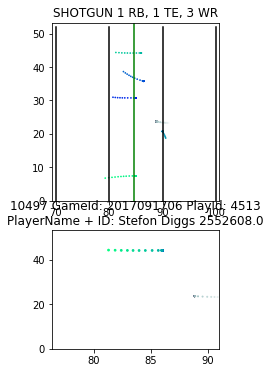 SHOTGUN 1 RB, 1 TE, 3 WR
50
40
30
20
10
0
70 80 90 100
10497 GameId: 2017091706 PlayId: 4513
PlayerName + ID: Stefon Diggs 2552608.0
40
20
0
80 85 90